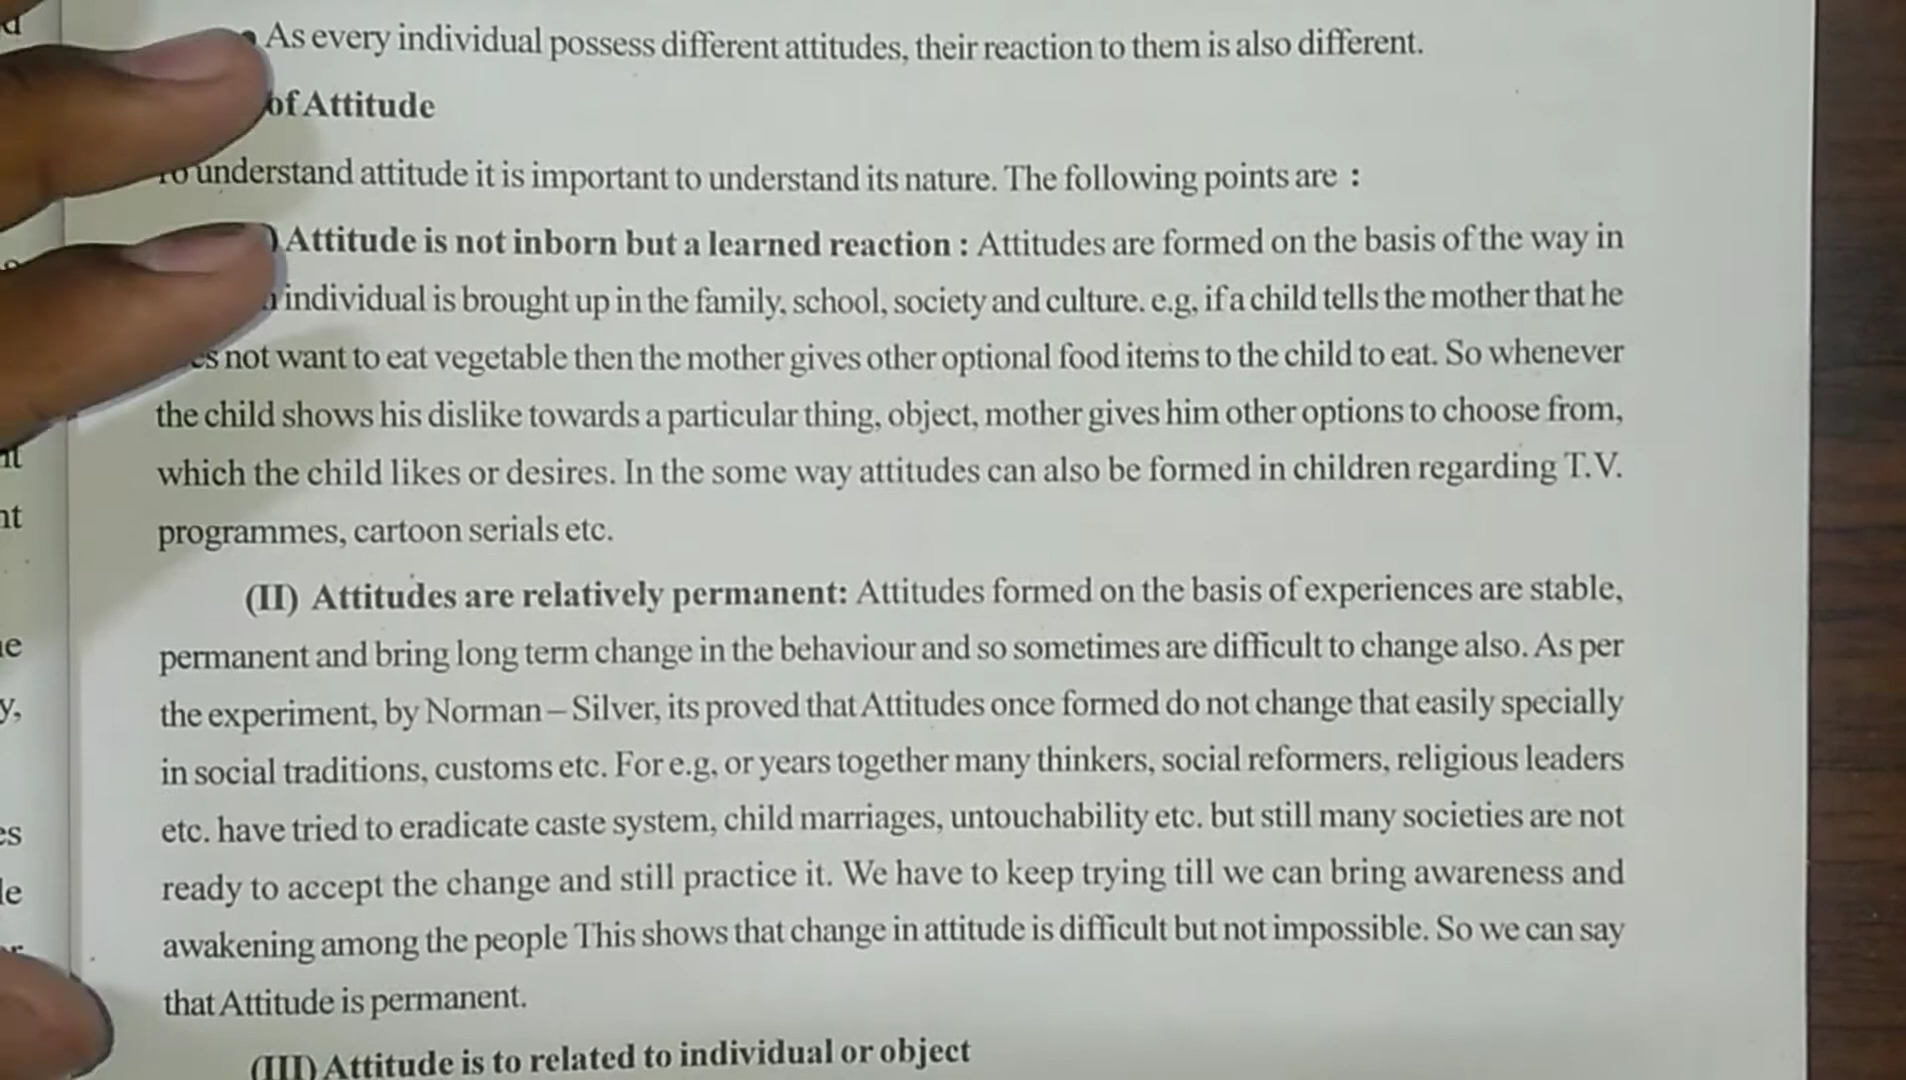 As every individual possess different attitudes, their reaction to them is also different.
of Attitude
To understand attitude it is important to understand its nature. The following points are :
) Attitude is not inborn but a learned reaction : Attitudes are formed on the basis of the way in
individual is brought up in the family, school, society and culture. e.g, if a child tells the mother that he
es not want to eat vegetable then the mother gives other optional food items to the child to eat. So whenever
the child shows his dislike towards a particular thing, object, mother gives him other options to choose from,
which the child likes or desires. In the some way attitudes can also be formed in children regarding T.V.
programmes, cartoon serials etc.
(II) Attitudes are relatively permanent: Attitudes formed on the basis of experiences are stable,
permanent and bring long term change in the behaviour and so sometimes are difficult to change also. As per
the experiment, by Norman – Silver, its proved that Attitudes once formed do not change that easily specially
in social traditions, customs etc. For e.g, or years together many thinkers, social reformers, religious leaders
etc. have tried to eradicate caste system, child marriages, untouchability etc. but still many societies are not
ready to accept the change and still practice it. We have to keep trying till we can bring awareness and
awakening among the people This shows that change in attitude is difficult but not impossible. So we can say
that Attitude is permanent.
(III) Attitude is to related to individual or object